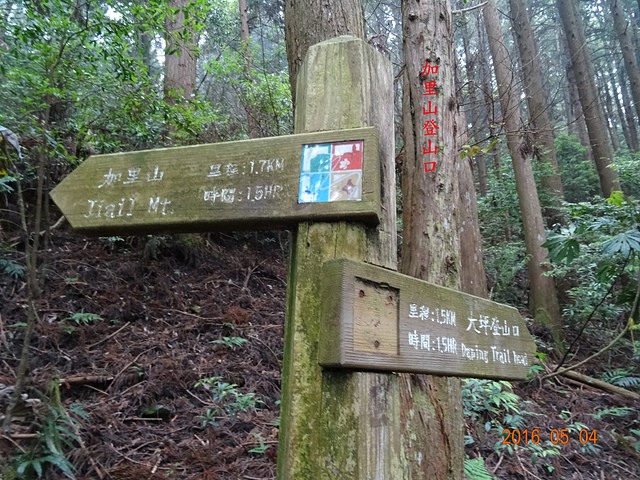 加里山登山口
加里山
Jiali Mt.
里程:1.7KM
時間:1.5HR
里程:1.5KM
時間:1.5HR
大坪登山口
Daping Trail head
2016 05 04